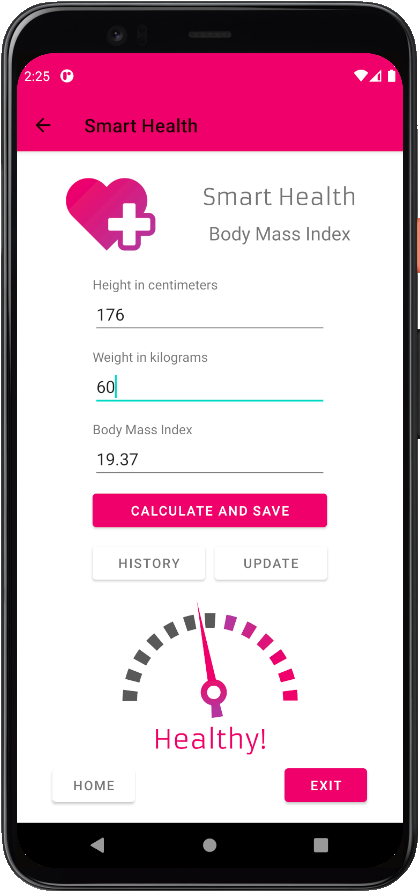 2:25
Smart Health
Smart Health
Body Mass Index
Height in centimeters
176
Weight in kilograms
60
Body Mass Index
19.37
CALCULATE AND SAVE
HISTORY UPDATE
Healthy!
HOME EXIT